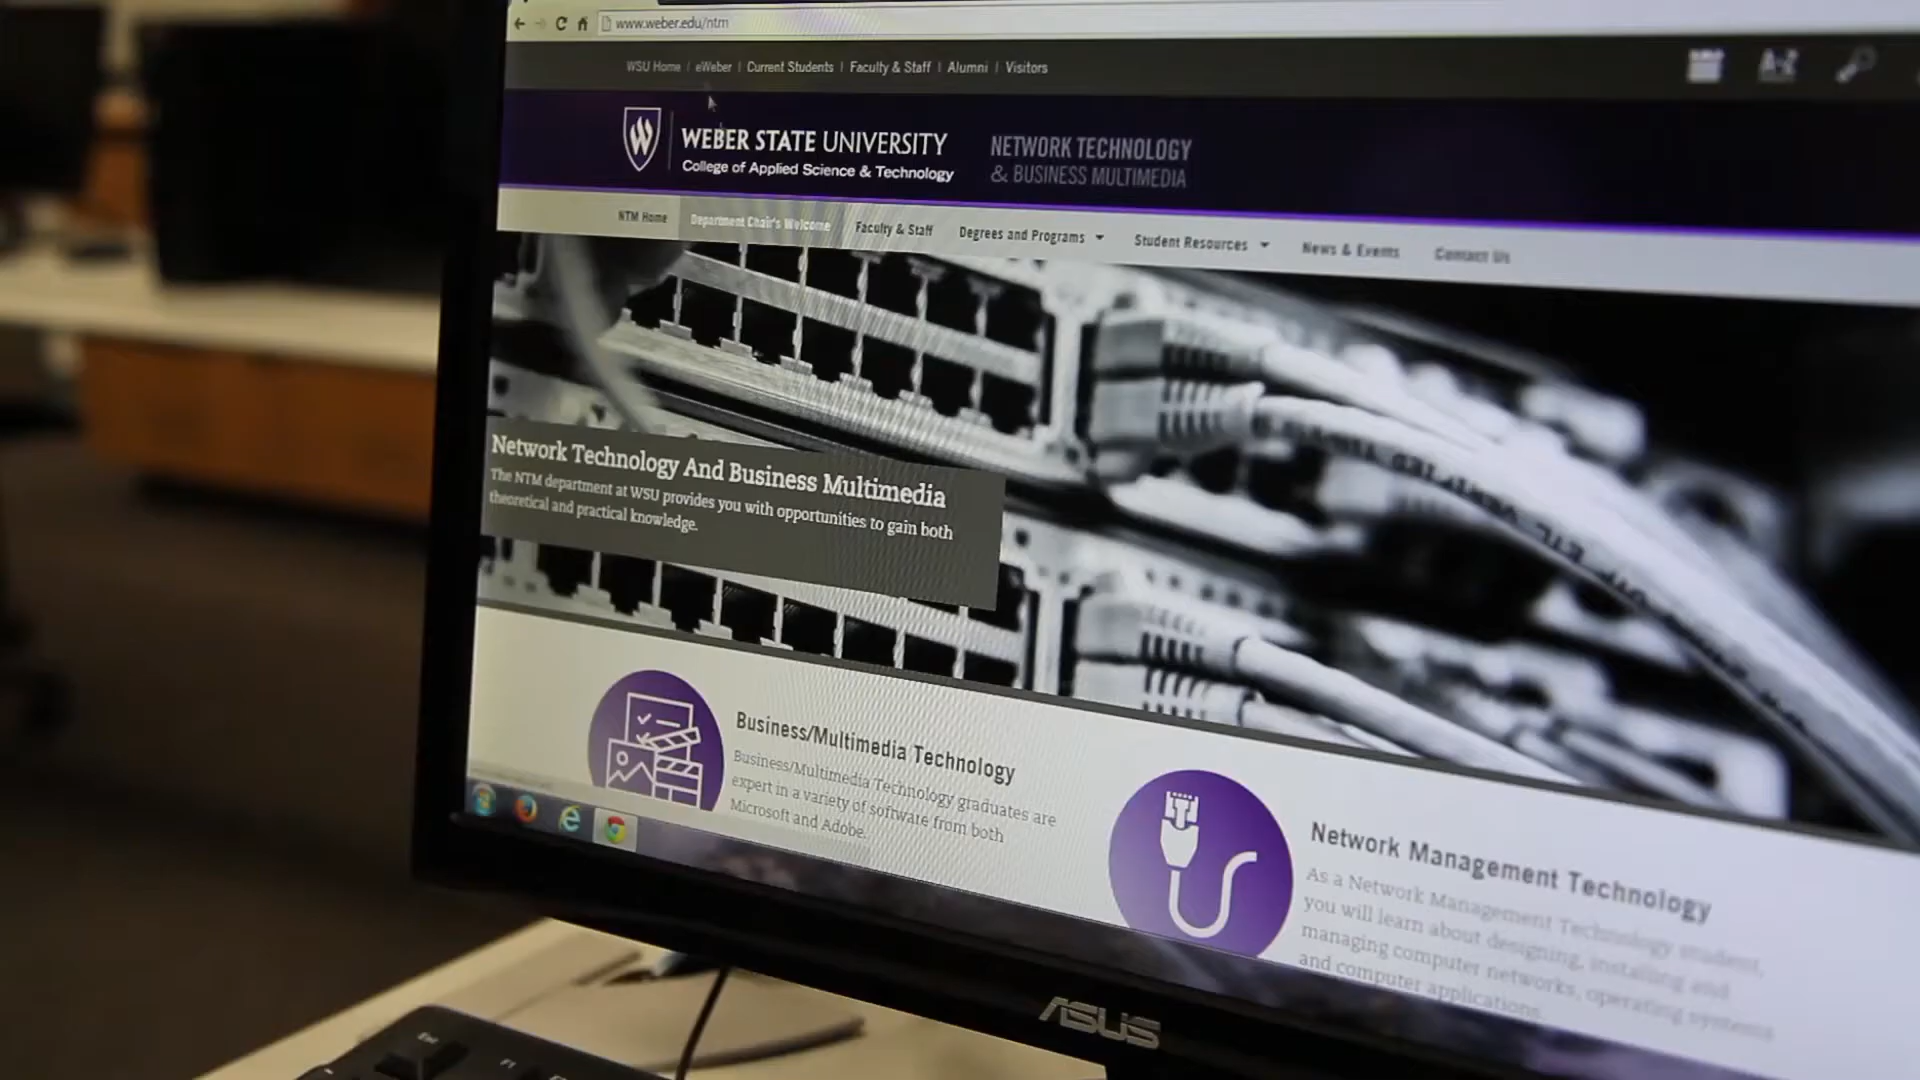 www.weber.edu/ntm
WSU Home | eWeber | Current Students | Faculty & Staff | Alumni | Visitors
A-Z
W
WEBER STATE UNIVERSITY
College of Applied Science & Technology
NETWORK TECHNOLOGY
& BUSINESS MULTIMEDIA
NTM Home Department Chair's Welcome Faculty & Staff Degrees and Programs Student Resources News & Events Contact Us
VERIFIED
ETL
Network Technology And Business Multimedia
The NTM department at WSU provides you with opportunities to gain both
theoretical and practical knowledge.
Business/Multimedia Technology
Business/Multimedia Technology graduates are
expert in a variety of software from both
Microsoft and Adobe.
Network Management Technology
As a Network Management Technology student,
you will learn about designing, installing and
managing computer networks, operating systems
and computer applications.
ASUS
Esc
F1